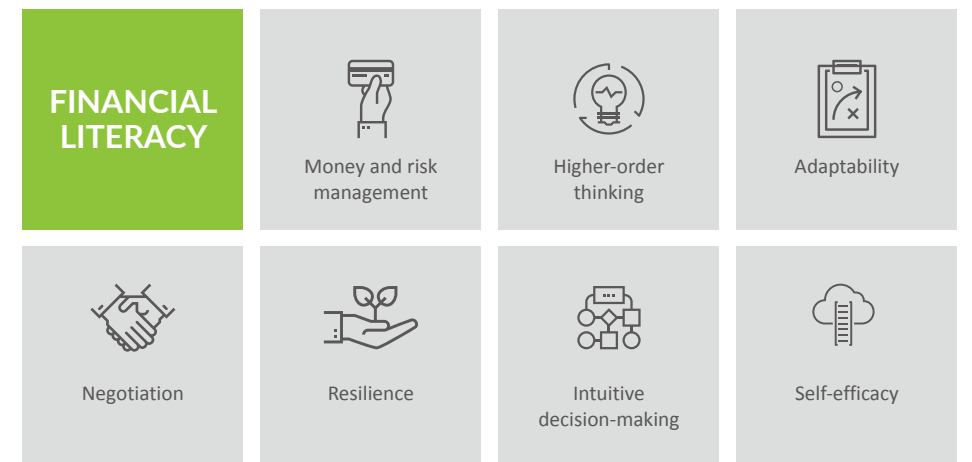 FINANCIAL
LITERACY
Money and risk
management
Higher-order
thinking
Adaptability
Negotiation
Resilience
Intuitive
decision-making
Self-efficacy